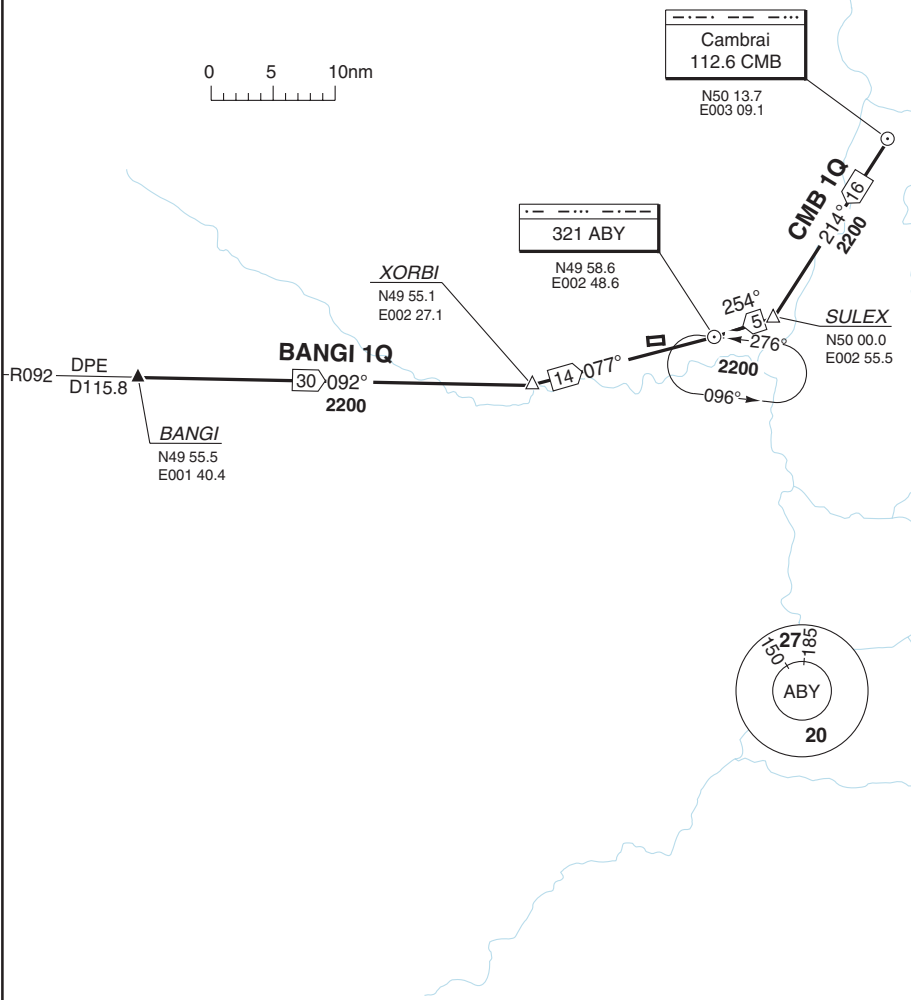 Cambrai
112.6 CMB
N50 13.7
E003 09.1
0 5 10nm
CMB 1Q
16
214°
2200
321 ABY
N49 58.6
E002 48.6
XORBI
N49 55.1
E002 27.1
254°
5
SULEX
N50 00.0
E002 55.5
276°
2200
096°
BANGI 1Q
R092
DPE
D115.8
30 092°
2200
14 077°
BANGI
N49 55.5
E001 40.4
27
150
185
ABY
20